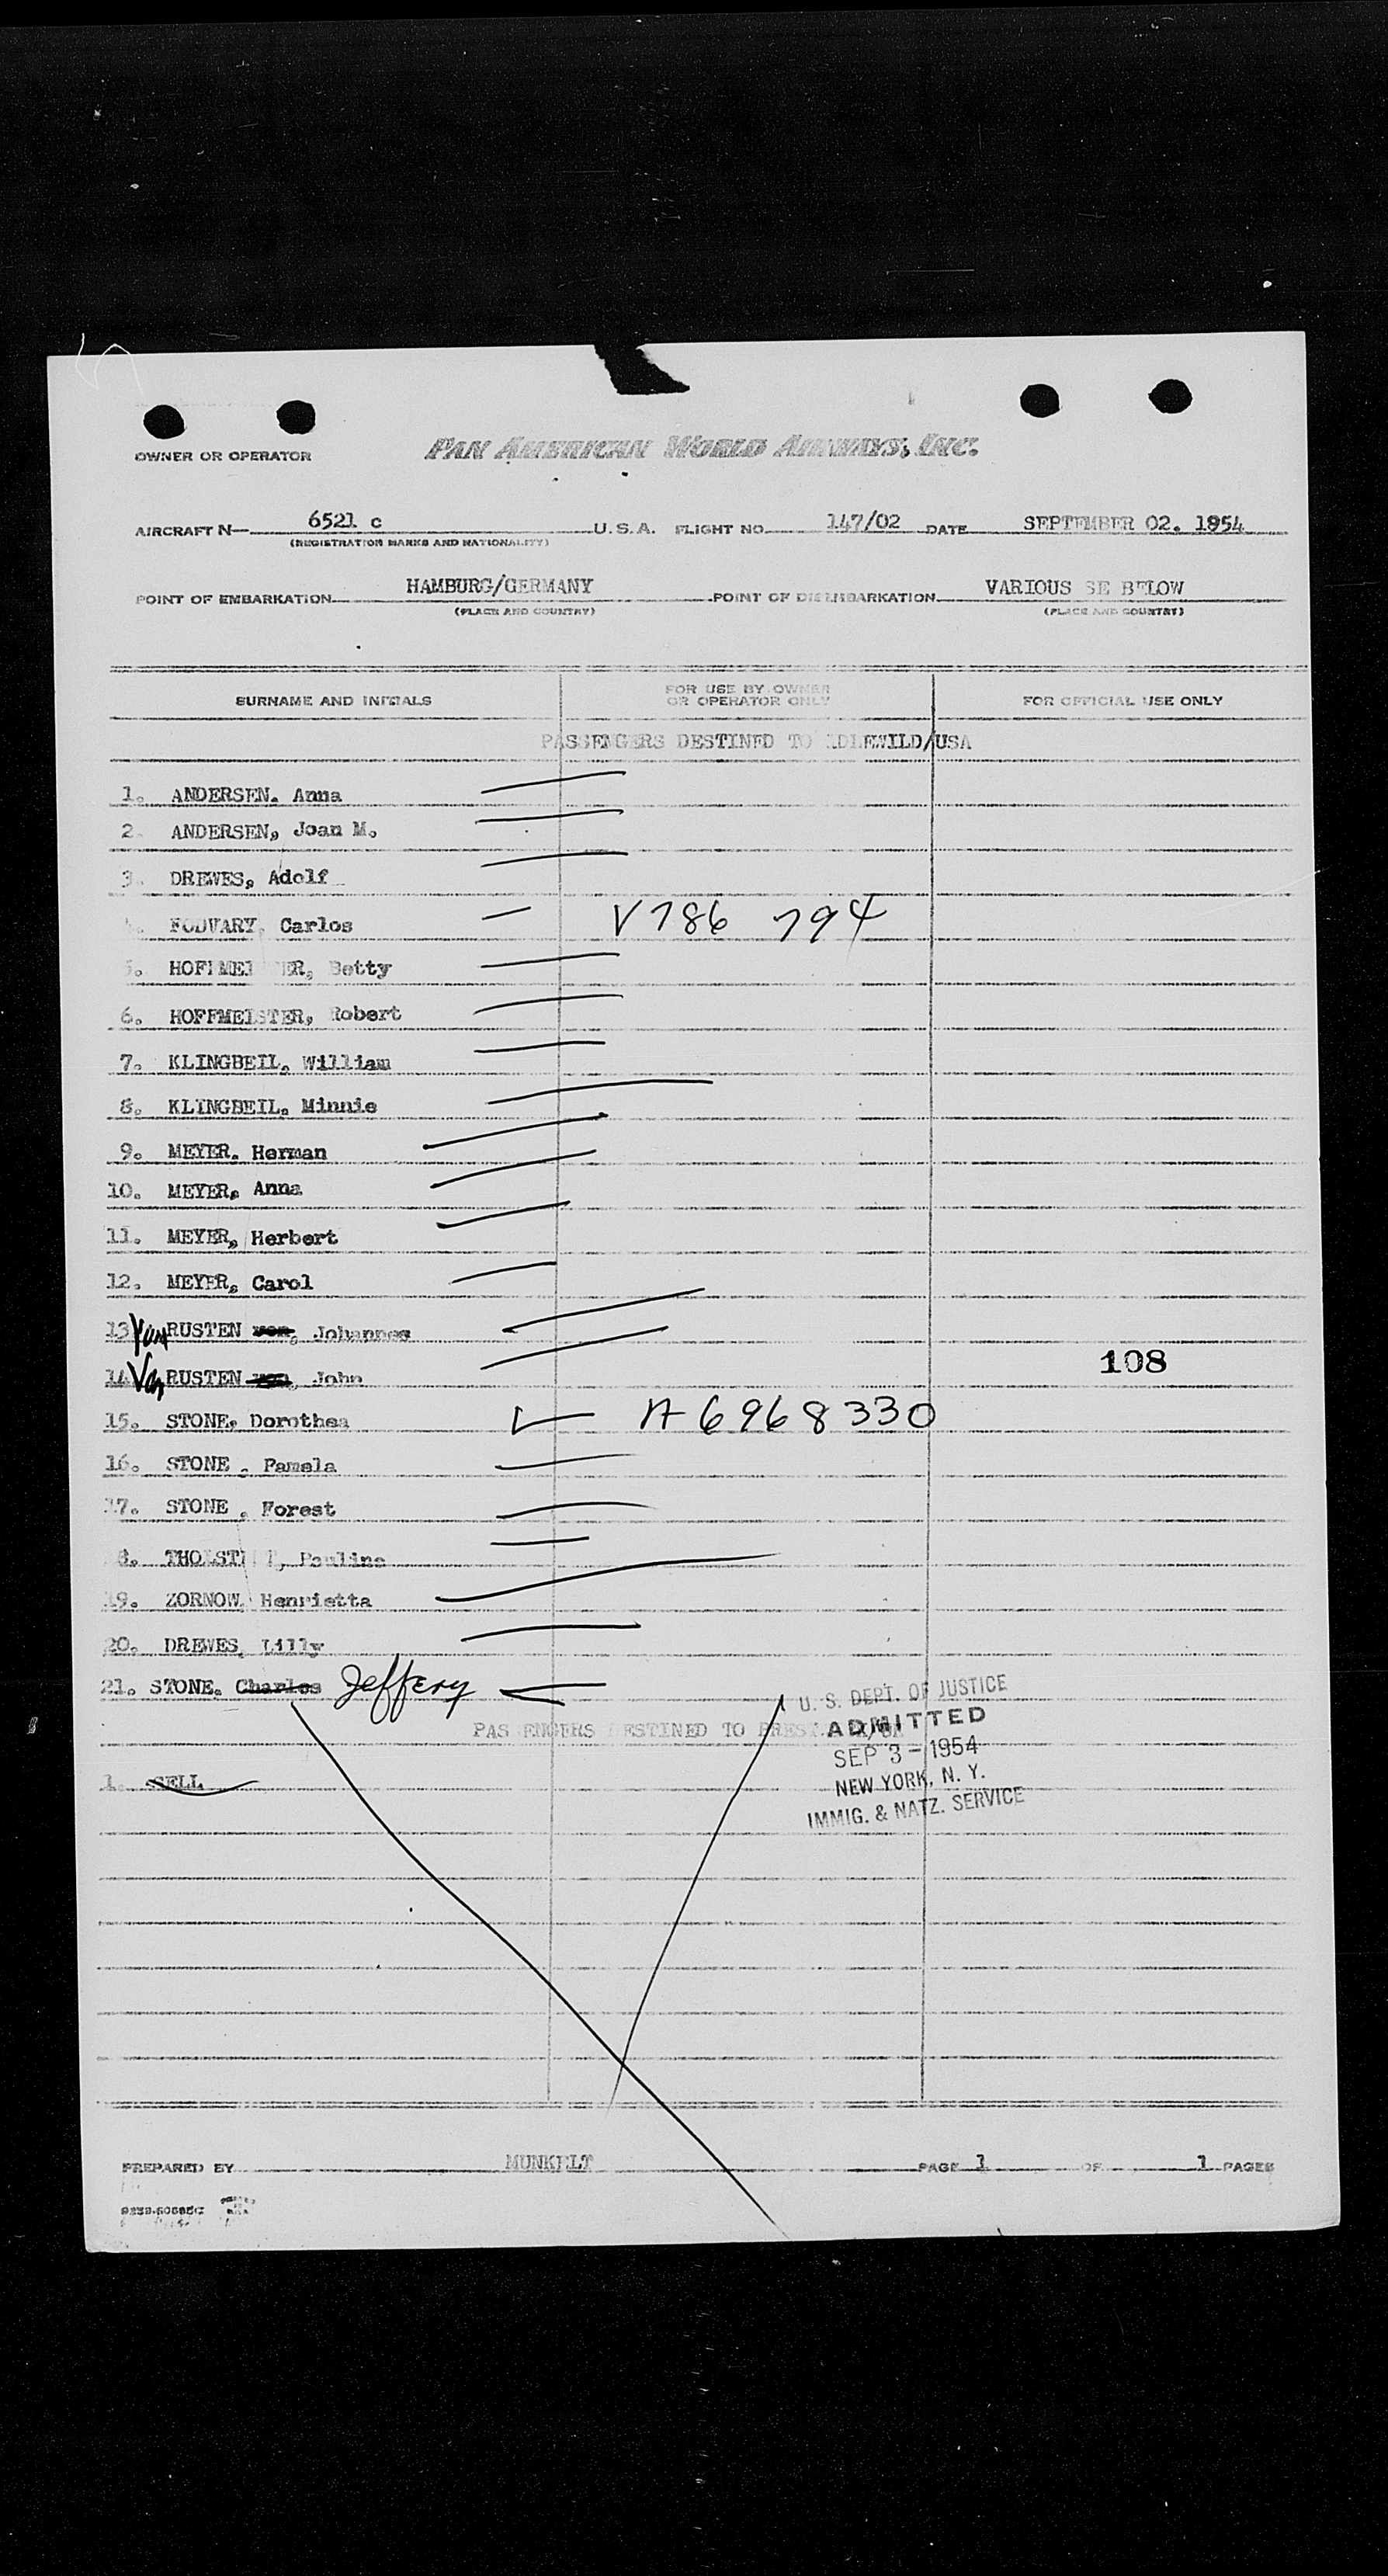 OWNER OR OPERATOR PAN AMERICAN WORLD AIRWAYS, INC.
AIRCRAFT N— 6521 c U.S.A. FLIGHT NO. 147/02 DATE SEPTEMBER 02. 1954
(REGISTRATION MARKS AND NATIONALITY)
POINT OF EMBARKATION HAMBURG/GERMANY POINT OF DISEMBARKATION VARIOUS SE BELOW
(PLACE AND COUNTRY) (PLACE AND COUNTRY)
SURNAME AND INITIALS FOR USE BY OWNER OR OPERATOR ONLY FOR OFFICIAL USE ONLY
PASSENGERS DESTINED TO IDLEWILD/USA
1. ANDERSEN. Anna
2. ANDERSEN, Joan M.
3. DREWES, Adolf
4. FODVARY, Carlos V786 794
5. HOFFMEISTER, Betty
6. HOFFMEISTER, Robert
7. KLINGBEIL, William
8. KLINGBEIL. Minnie
9. MEYER. Herman
10. MEYER, Anna
11. MEYER, Herbert
12. MEYER, Carol
13 Von RUSTEN von, Johannes
14 Von RUSTEN von, John
108
15. STONE, Dorothea A6968330
16. STONE , Pamela
17. STONE , Forest
18. Pauline
19. ZORNOW, Henrietta
20. DREWES, Lilly
21. STONE. Charles Jeffery
PASSENGERS DESTINED TO
U. S. DEPT. OF JUSTICE
ADMITTED
SEP 3 - 1954
NEW YORK, N. Y.
IMMIG. & NATZ. SERVICE
1. SELL
PREPARED BY MUNKELT PAGE 1 OF 1 PAGES